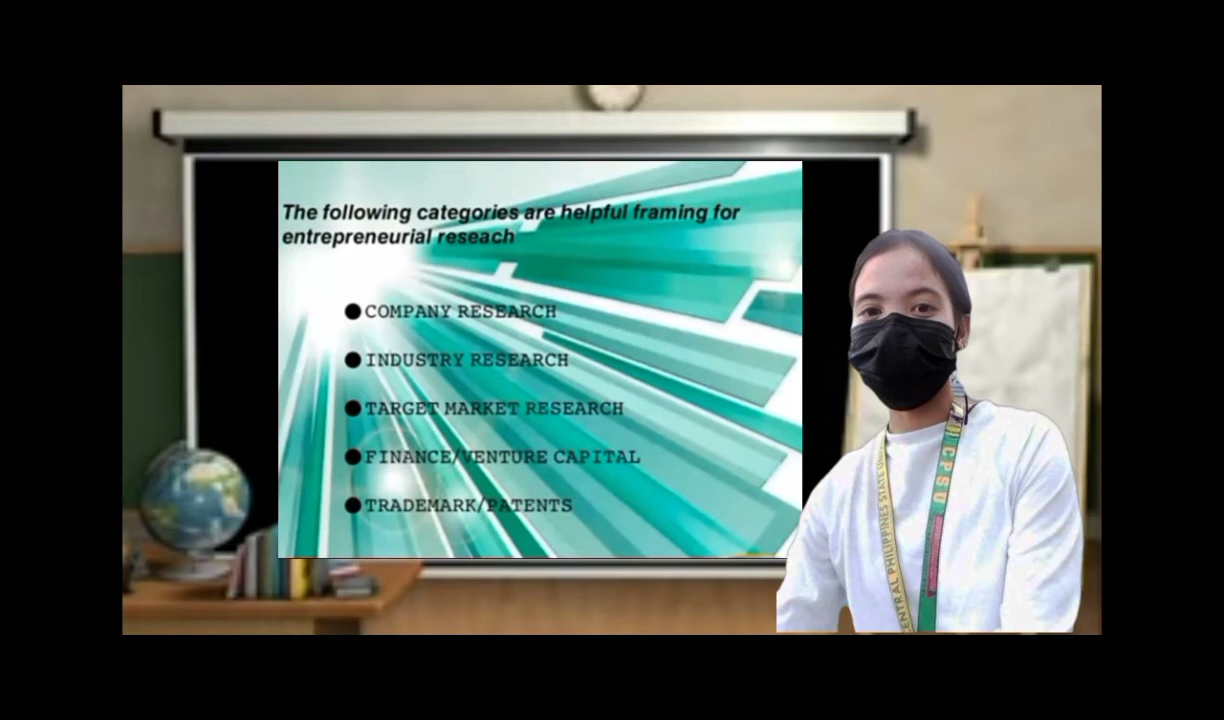 The following categories are helpful framing for
entrepreneurial reseach
●COMPANY RESEARCH
●INDUSTRY RESEARCH
●TARGET MARKET RESEARCH
●FINANCE/VENTURE CAPITAL
●TRADEMARK/PATENTS
CPSU
CENTRAL PHILIPPINES STATE